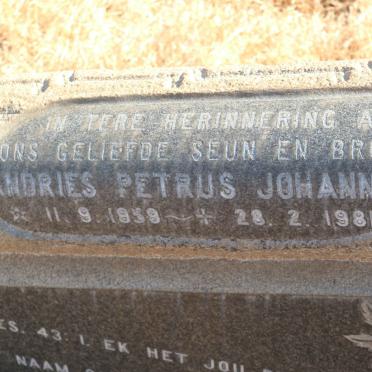 IN TERE HERINNERING A
ONS GELIEFDE SEUN EN BR
ANDRIES PETRUS JOHANN
☆ 11.9.1939 ~ ✝ 28.2.198
ES. 43:1. EK HET JOU
NAAM